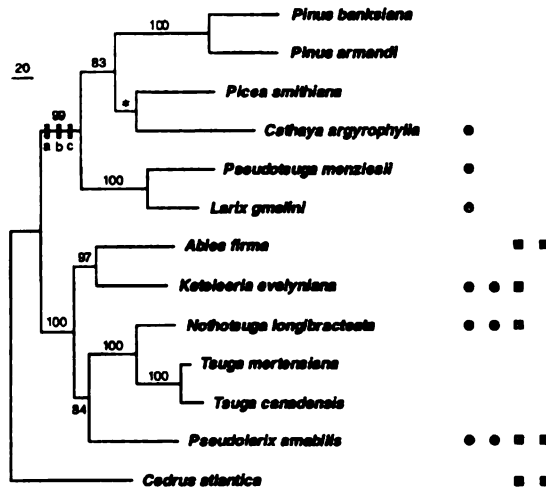 Pinus banksiana
100
Pinus armandi
83
20
Picea smithiana
*
99
Cathaya argyrophylla
a b c
Pseudotsuga menziesii
100
Larix gmelini
Abies firma
97
Keteleeria evelyniana
100
Nothotsuga longibracteata
100
Tsuga mertensiana
100
Tsuga canadensis
84
Pseudolarix amabilis
Cedrus atlantica